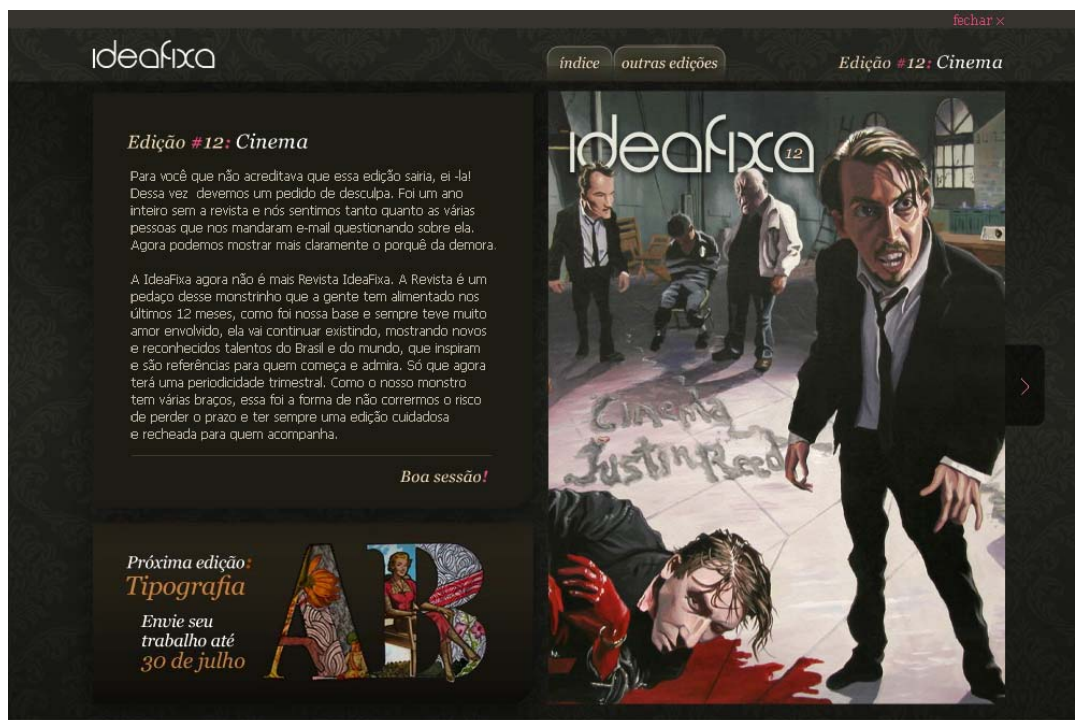 fechar ×
ideafixa
índice
outras edições
Edição #12: Cinema
Edição #12: Cinema
Para você que não acreditava que essa edição sairia, ei -la!
Dessa vez devemos um pedido de desculpa. Foi um ano
inteiro sem a revista e nós sentimos tanto quanto as várias
pessoas que nos mandaram e-mail questionando sobre ela.
Agora podemos mostrar mais claramente o porquê da demora.
A IdeaFixa agora não é mais Revista IdeaFixa. A Revista é um
pedaço desse monstrinho que a gente tem alimentado nos
últimos 12 meses, como foi nossa base e sempre teve muito
amor envolvido, ela vai continuar existindo, mostrando novos
e reconhecidos talentos do Brasil e do mundo, que inspiram
e são referências para quem começa e admira. Só que agora
terá uma periodicidade trimestral. Como o nosso monstro
tem várias braços, essa foi a forma de não corrermos o risco
de perder o prazo e ter sempre uma edição cuidadosa
e recheada para quem acompanha.
Boa sessão!
Próxima edição:
Tipografia
Envie seu
trabalho até
30 de julho
AB
ideafixa
12
Cinema
Justin Reed